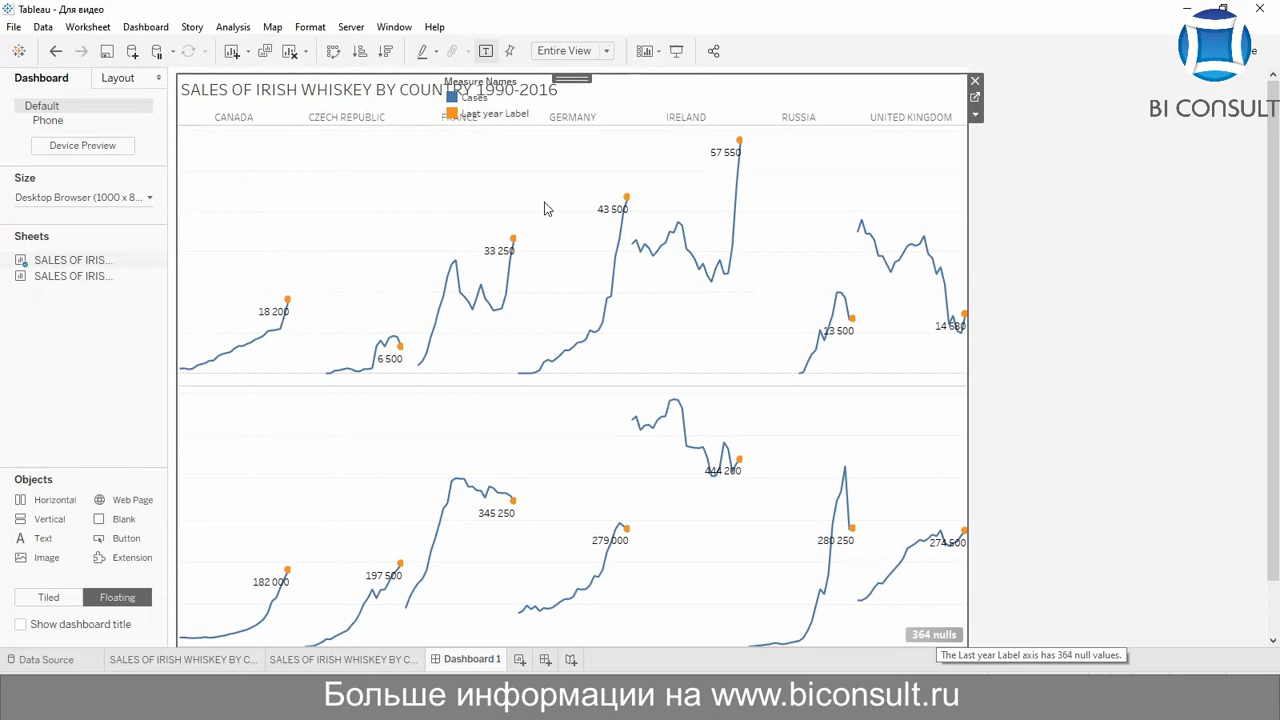 Tableau - Для видео
File Data Worksheet Dashboard Story Analysis Map Format Server Window Help
Entire View
BI CONSULT
Dashboard Layout
Default
Phone
Device Preview
Size
Desktop Browser (1000 x 8...
Sheets
SALES OF IRIS...
SALES OF IRIS...
Objects
Horizontal Web Page
Vertical Blank
Text Button
Image Extension
Tiled Floating
Show dashboard title
SALES OF IRISH WHISKEY BY COUNTRY 1990-2016
Measure Names
Cases
Last year Label
CANADA CZECH REPUBLIC FRANCE GERMANY IRELAND RUSSIA UNITED KINGDOM
57 550
43 500
33 250
18 200
13 500
14 580
6 500
444 200
345 250
279 000
280 250
274 500
197 500
182 000
364 nulls
The Last year Label axis has 364 null values.
Data Source SALES OF IRISH WHISKEY BY C... SALES OF IRISH WHISKEY BY C... Dashboard 1
Больше информации на www.biconsult.ru